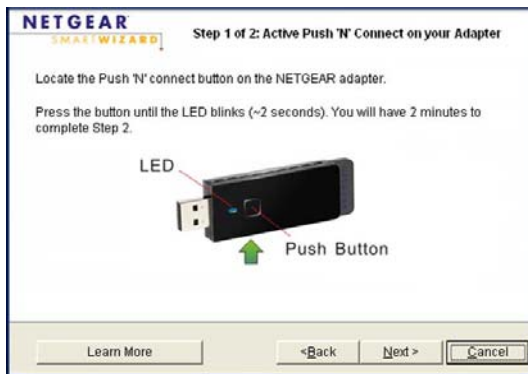 NETGEAR
SMARTWIZARD
Step 1 of 2: Active Push 'N' Connect on your Adapter
Locate the Push 'N' connect button on the NETGEAR adapter.
Press the button until the LED blinks (~2 seconds). You will have 2 minutes to
complete Step 2.
LED
Push Button
Learn More
<Back
Next >
Cancel